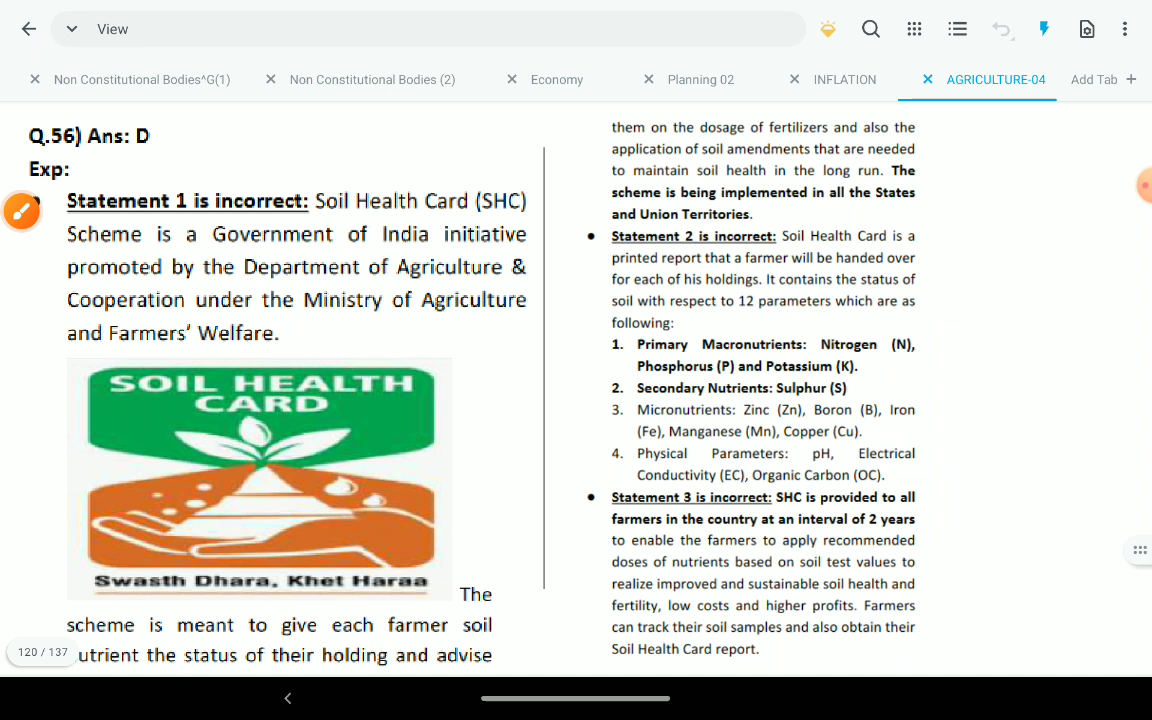 View
Non Constitutional Bodies^G(1)
Non Constitutional Bodies (2)
Economy
Planning 02
INFLATION
AGRICULTURE-04
Add Tab
Q.56) Ans: D
Exp:
Statement 1 is incorrect: Soil Health Card (SHC)
Scheme is a Government of India initiative
promoted by the Department of Agriculture &
Cooperation under the Ministry of Agriculture
and Farmers' Welfare.
SOIL HEALTH
CARD
Swasth Dhara, Khet Haraa
The
scheme is meant to give each farmer soil
utrient the status of their holding and advise
120 / 137
them on the dosage of fertilizers and also the
application of soil amendments that are needed
to maintain soil health in the long run. The
scheme is being implemented in all the States
and Union Territories.
• Statement 2 is incorrect: Soil Health Card is a
printed report that a farmer will be handed over
for each of his holdings. It contains the status of
soil with respect to 12 parameters which are as
following:
1. Primary Macronutrients: Nitrogen (N),
Phosphorus (P) and Potassium (K).
2. Secondary Nutrients: Sulphur (S)
3. Micronutrients: Zinc (Zn), Boron (B), Iron
(Fe), Manganese (Mn), Copper (Cu).
4. Physical Parameters: pH, Electrical
Conductivity (EC), Organic Carbon (OC).
• Statement 3 is incorrect: SHC is provided to all
farmers in the country at an interval of 2 years
to enable the farmers to apply recommended
doses of nutrients based on soil test values to
realize improved and sustainable soil health and
fertility, low costs and higher profits. Farmers
can track their soil samples and also obtain their
Soil Health Card report.